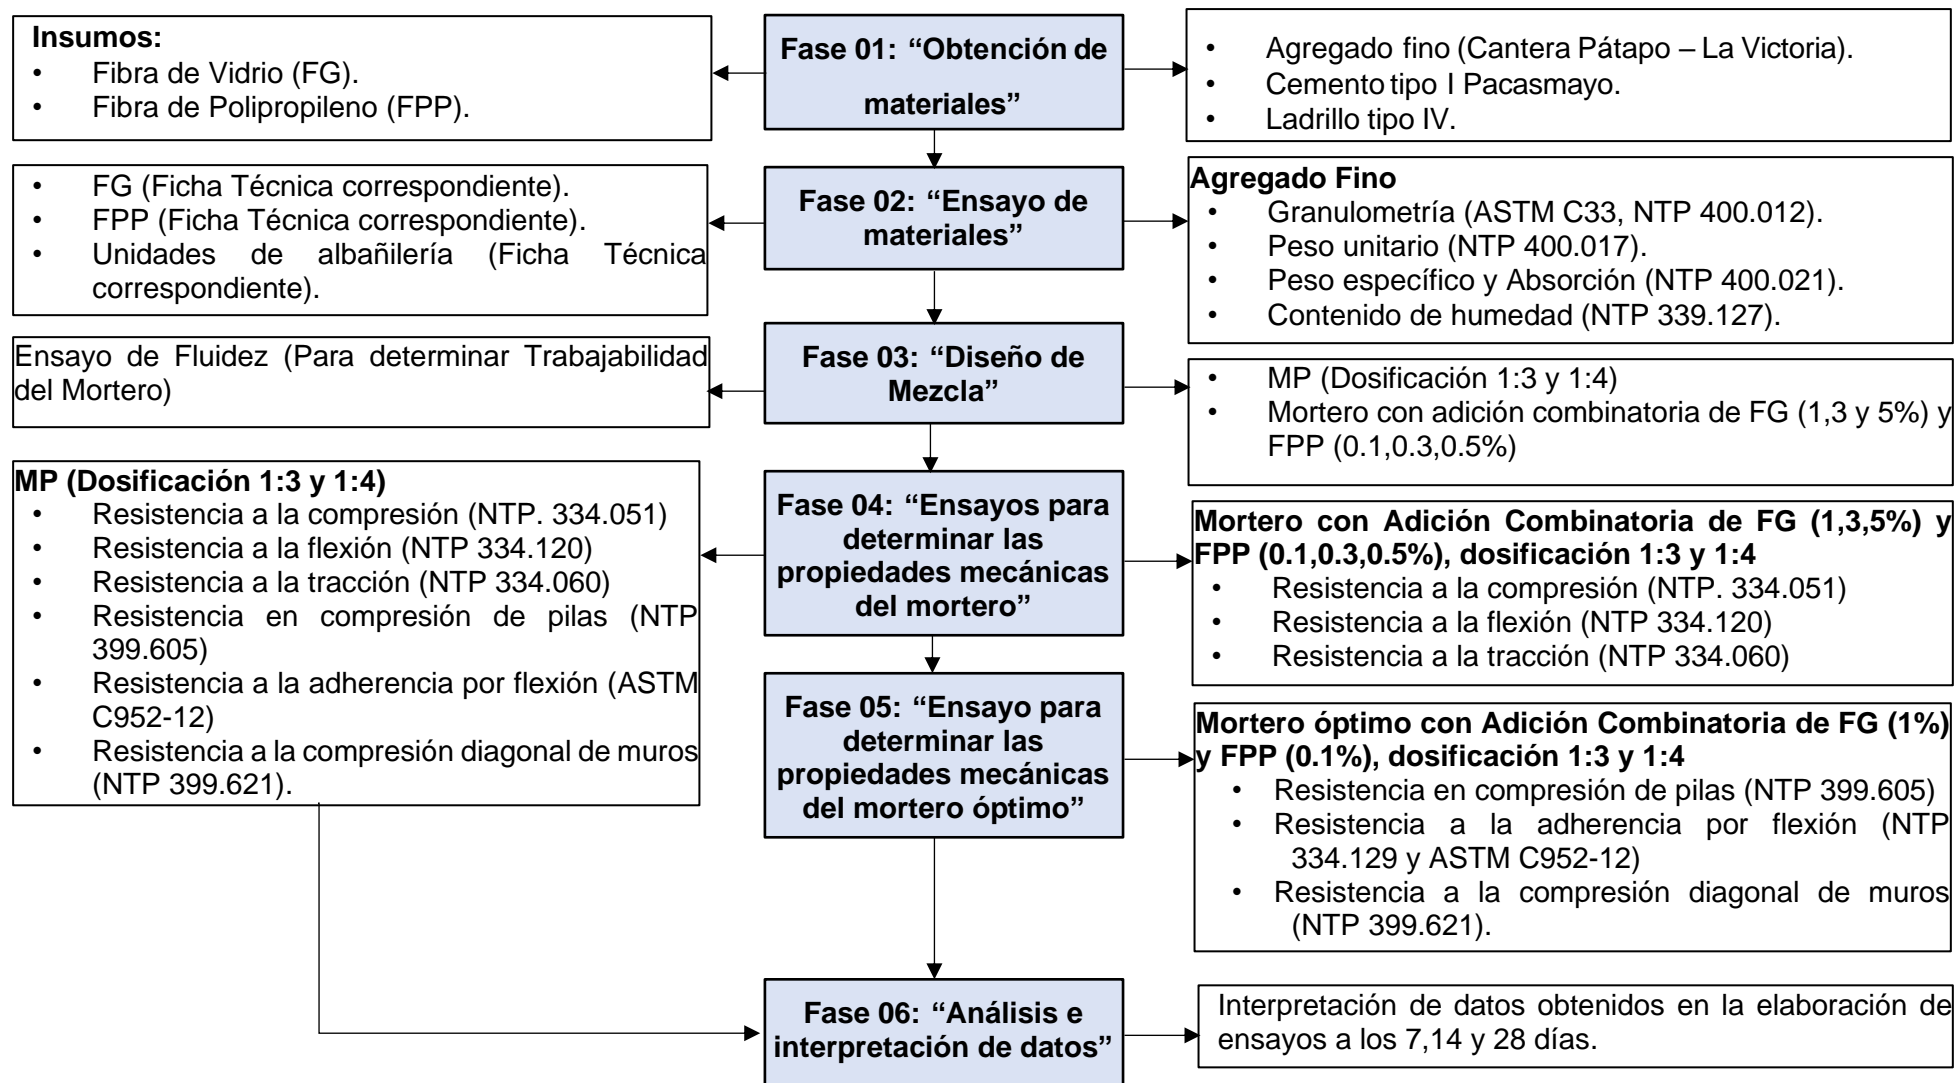 Insumos:
• Fibra de Vidrio (FG).
• Fibra de Polipropileno (FPP).
Fase 01: “Obtención de
materiales”
• Agregado fino (Cantera Pátapo – La Victoria).
• Cemento tipo I Pacasmayo.
• Ladrillo tipo IV.
• FG (Ficha Técnica correspondiente).
• FPP (Ficha Técnica correspondiente).
• Unidades de albañilería (Ficha Técnica
correspondiente).
Fase 02: “Ensayo de
materiales”
Agregado Fino
• Granulometría (ASTM C33, NTP 400.012).
• Peso unitario (NTP 400.017).
• Peso específico y Absorción (NTP 400.021).
• Contenido de humedad (NTP 339.127).
Ensayo de Fluidez (Para determinar Trabajabilidad
del Mortero)
Fase 03: “Diseño de
Mezcla”
• MP (Dosificación 1:3 y 1:4)
• Mortero con adición combinatoria de FG (1,3 y 5%) y
FPP (0.1,0.3,0.5%)
MP (Dosificación 1:3 y 1:4)
• Resistencia a la compresión (NTP. 334.051)
• Resistencia a la flexión (NTP 334.120)
• Resistencia a la tracción (NTP 334.060)
• Resistencia en compresión de pilas (NTP
399.605)
• Resistencia a la adherencia por flexión (ASTM
C952-12)
• Resistencia a la compresión diagonal de muros
(NTP 399.621).
Fase 04: “Ensayos para
determinar las
propiedades mecánicas
del mortero”
Mortero con Adición Combinatoria de FG (1,3,5%) y
FPP (0.1,0.3,0.5%), dosificación 1:3 y 1:4
• Resistencia a la compresión (NTP. 334.051)
• Resistencia a la flexión (NTP 334.120)
• Resistencia a la tracción (NTP 334.060)
Fase 05: “Ensayo para
determinar las
propiedades mecánicas
del mortero óptimo”
Mortero óptimo con Adición Combinatoria de FG (1%)
y FPP (0.1%), dosificación 1:3 y 1:4
• Resistencia en compresión de pilas (NTP 399.605)
• Resistencia a la adherencia por flexión (NTP
334.129 y ASTM C952-12)
• Resistencia a la compresión diagonal de muros
(NTP 399.621).
Fase 06: “Análisis e
interpretación de datos”
Interpretación de datos obtenidos en la elaboración de
ensayos a los 7,14 y 28 días.